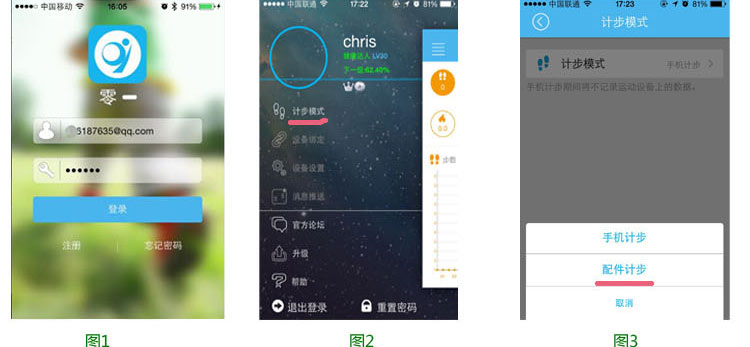 中国移动 16:05 91%
零一
6187635@qq.com
登录
注册 忘记密码
图1
中国联通 17:22 81%
chris
能量达人 LV20
下一级:62.40%
计步模式
设备绑定
设备设置
消息推送
官方论坛
升级
帮助
退出登录 重置密码
0
0.0
步数
图2
中国联通 17:23 81%
计步模式
计步模式 手机计步
手机计步期间将不记录运动设备上的数据。
手机计步
配件计步
取消
图3